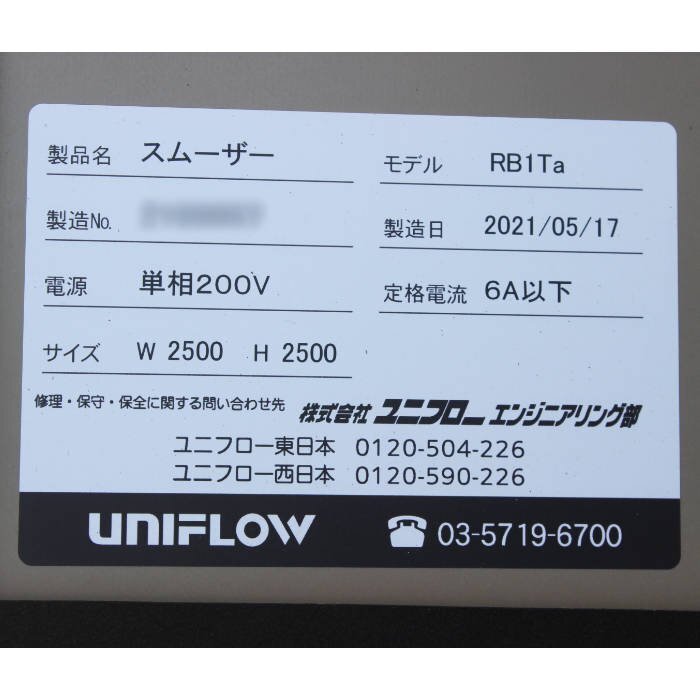 製品名 スムーザー
モデル RB1Ta
製造No.
製造日 2021/05/17
電源 単相200V
定格電流 6A以下
サイズ W 2500 H 2500
修理・保守・保全に関する問い合わせ先 株式会社 ユニフロー エンジニアリング部
ユニフロー東日本 0120-504-226
ユニフロー西日本 0120-590-226
UNIFLOW 03-5719-6700